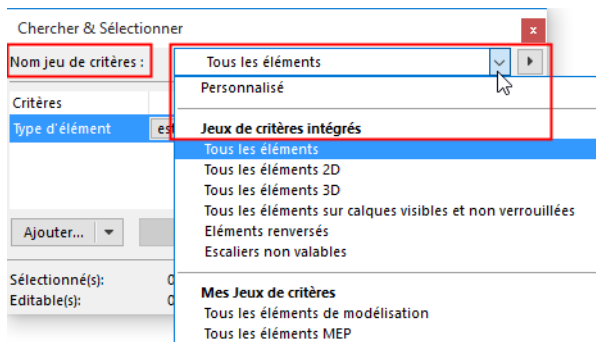 Chercher & Sélectionner
x
Nom jeu de critères :
Tous les éléments
Personnalisé
Critères
Jeux de critères intégrés
Type d'élément
est
Tous les éléments
Tous les éléments 2D
Tous les éléments 3D
Tous les éléments sur calques visibles et non verrouillées
Eléments renversés
Ajouter...
Escaliers non valables
Sélectionné(s): 0
Editable(s): 0
Mes Jeux de critères
Tous les éléments de modélisation
Tous les éléments MEP